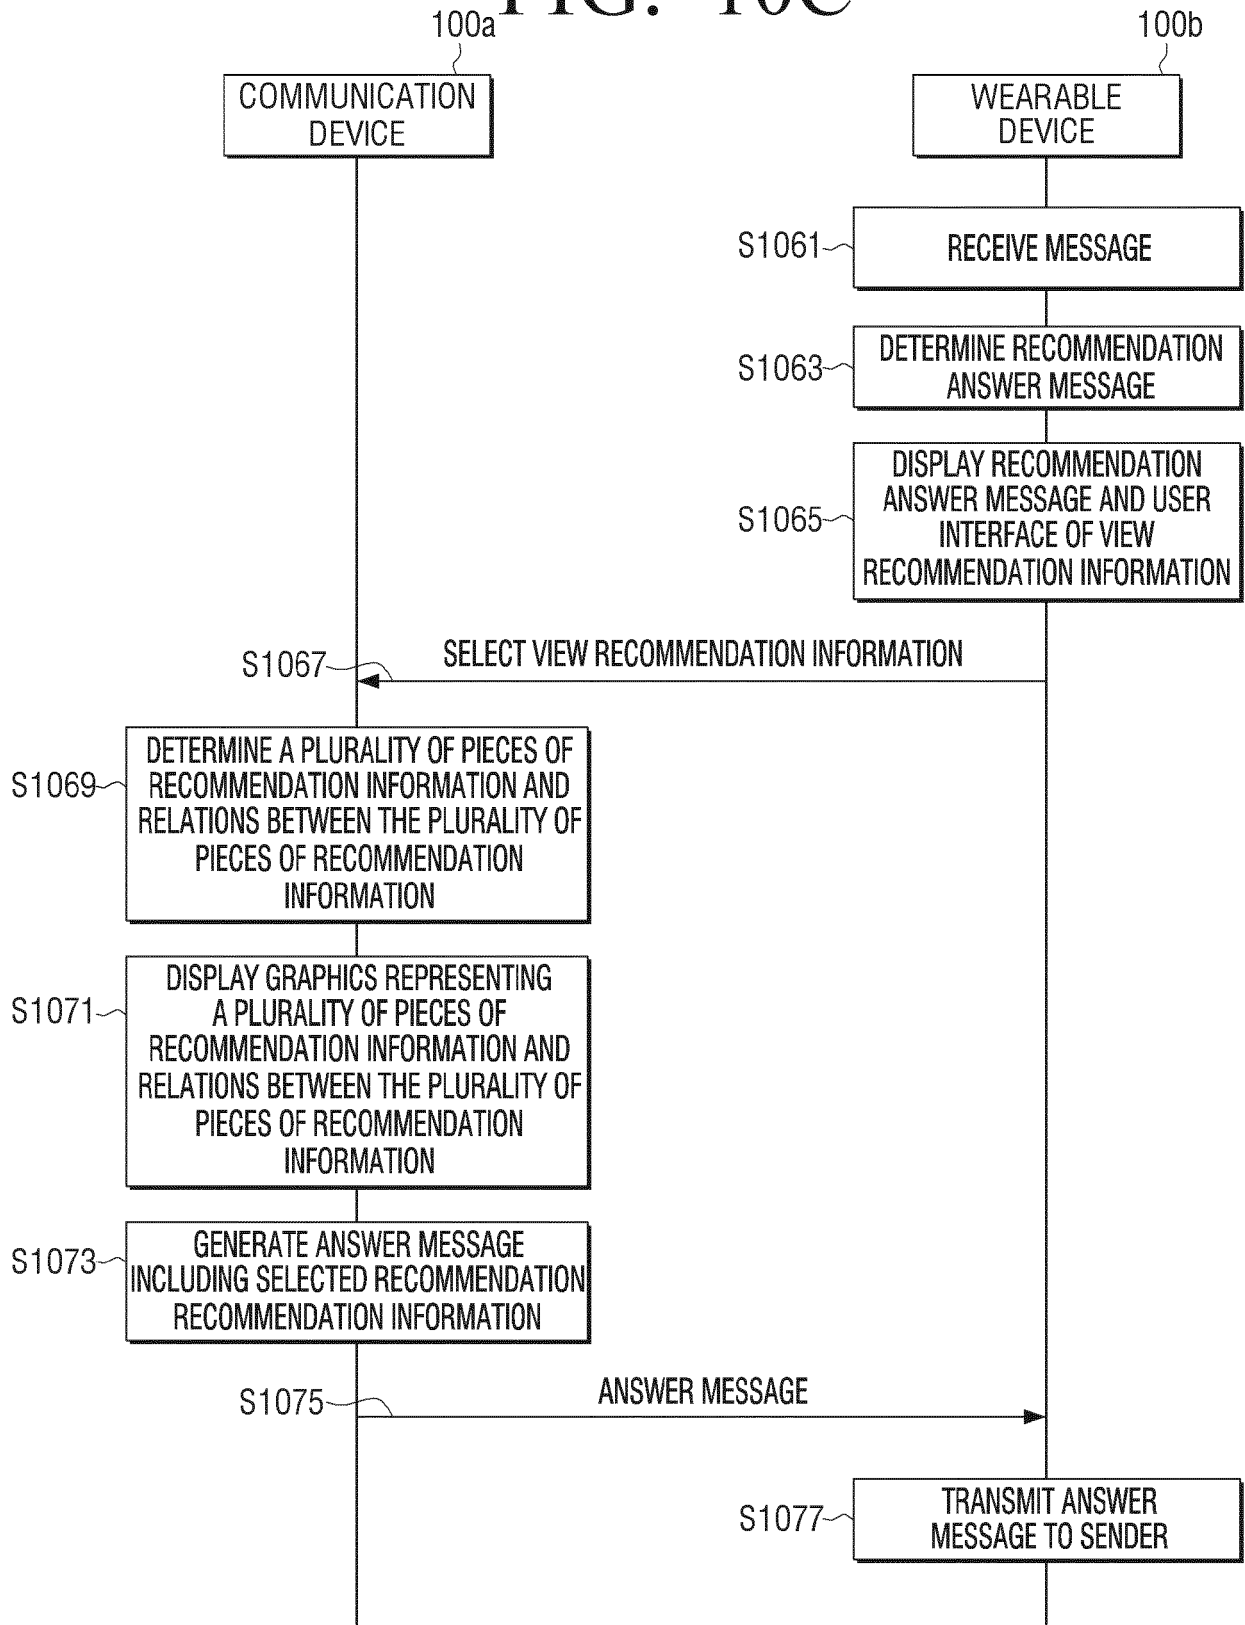 FIG. 10C
100a
100b
COMMUNICATION
DEVICE
WEARABLE
DEVICE
S1061
RECEIVE MESSAGE
S1063
DETERMINE RECOMMENDATION
ANSWER MESSAGE
S1065
DISPLAY RECOMMENDATION
ANSWER MESSAGE AND USER
INTERFACE OF VIEW
RECOMMENDATION INFORMATION
S1067
SELECT VIEW RECOMMENDATION INFORMATION
S1069
DETERMINE A PLURALITY OF PIECES OF
RECOMMENDATION INFORMATION AND
RELATIONS BETWEEN THE PLURALITY OF
PIECES OF RECOMMENDATION
INFORMATION
S1071
DISPLAY GRAPHICS REPRESENTING
A PLURALITY OF PIECES OF
RECOMMENDATION INFORMATION AND
RELATIONS BETWEEN THE PLURALITY OF
PIECES OF RECOMMENDATION
INFORMATION
S1073
GENERATE ANSWER MESSAGE
INCLUDING SELECTED RECOMMENDATION
RECOMMENDATION INFORMATION
S1075
ANSWER MESSAGE
S1077
TRANSMIT ANSWER
MESSAGE TO SENDER